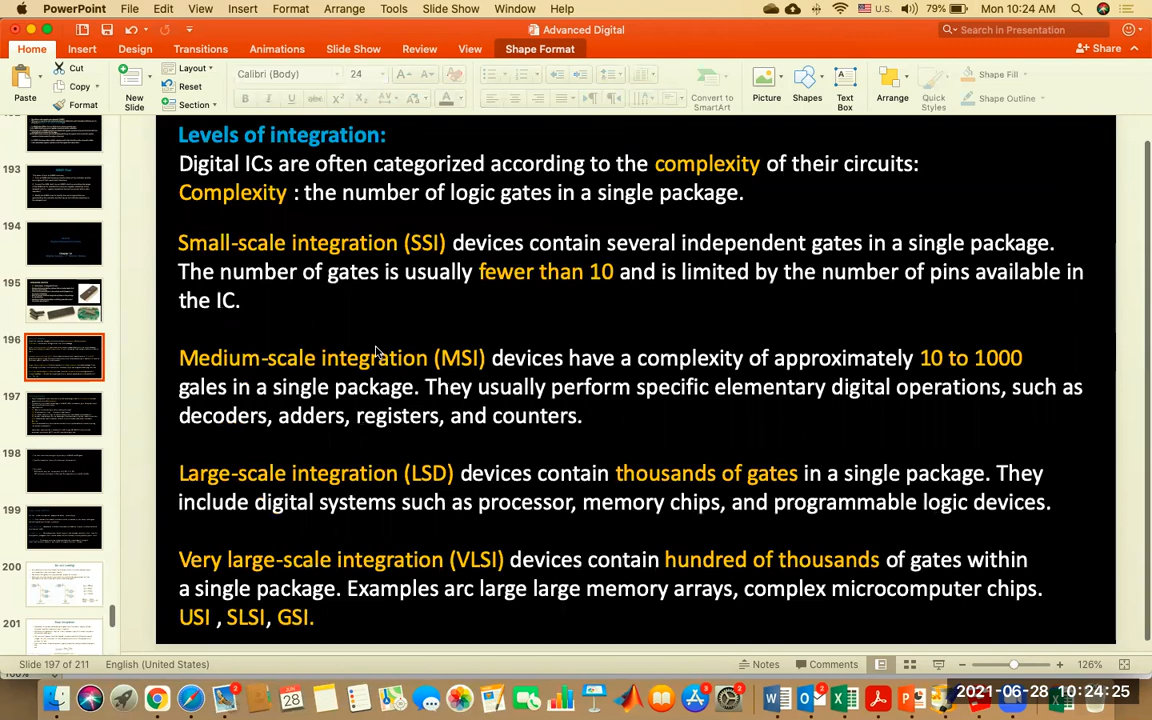 PowerPoint File Edit View Insert Format Arrange Tools Slide Show Window Help 79% U.S. Mon 10:24 AM
Advanced Digital
Search in Presentation
Home Insert Design Transitions Animations Slide Show Review View Shape Format
Share
Paste
Cut
Copy
Format
New Slide
Layout
Reset
Section
Calibri (Body) 24
Convert to SmartArt
Picture
Shapes
Text Box
Arrange
Quick Styles
Shape Fill
Shape Outline
193
194
195
196
197
198
199
200
201
Levels of integration:
Digital ICs are often categorized according to the complexity of their circuits:
Complexity : the number of logic gates in a single package.
Small-scale integration (SSI) devices contain several independent gates in a single package.
The number of gates is usually fewer than 10 and is limited by the number of pins available in
the IC.
Medium-scale integration (MSI) devices have a complexity of approximately 10 to 1000
gales in a single package. They usually perform specific elementary digital operations, such as
decoders, adders, registers, and counters.
Large-scale integration (LSD) devices contain thousands of gates in a single package. They
include digital systems such as processor, memory chips, and programmable logic devices.
Very large-scale integration (VLSI) devices contain hundred of thousands of gates within
a single package. Examples arc large large memory arrays, complex microcomputer chips.
USI , SLSI, GSI.
Slide 197 of 211 English (United States) Notes Comments 126%
2021-06-28 10:24:25